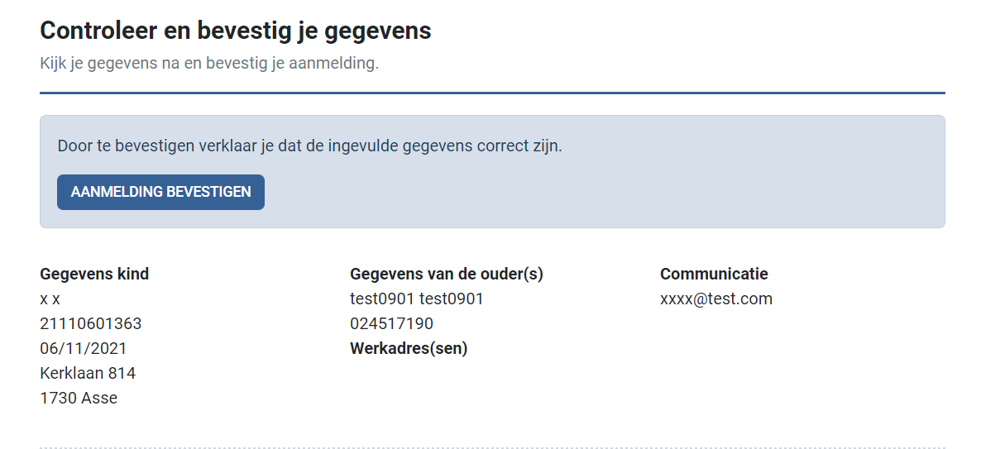 Controleer en bevestig je gegevens
Kijk je gegevens na en bevestig je aanmelding.
Door te bevestigen verklaar je dat de ingevulde gegevens correct zijn.
AANMELDING BEVESTIGEN
Gegevens kind
x x
21110601363
06/11/2021
Kerklaan 814
1730 Asse
Gegevens van de ouder(s)
test0901 test0901
024517190
Werkadres(sen)
Communicatie
xxxx@test.com